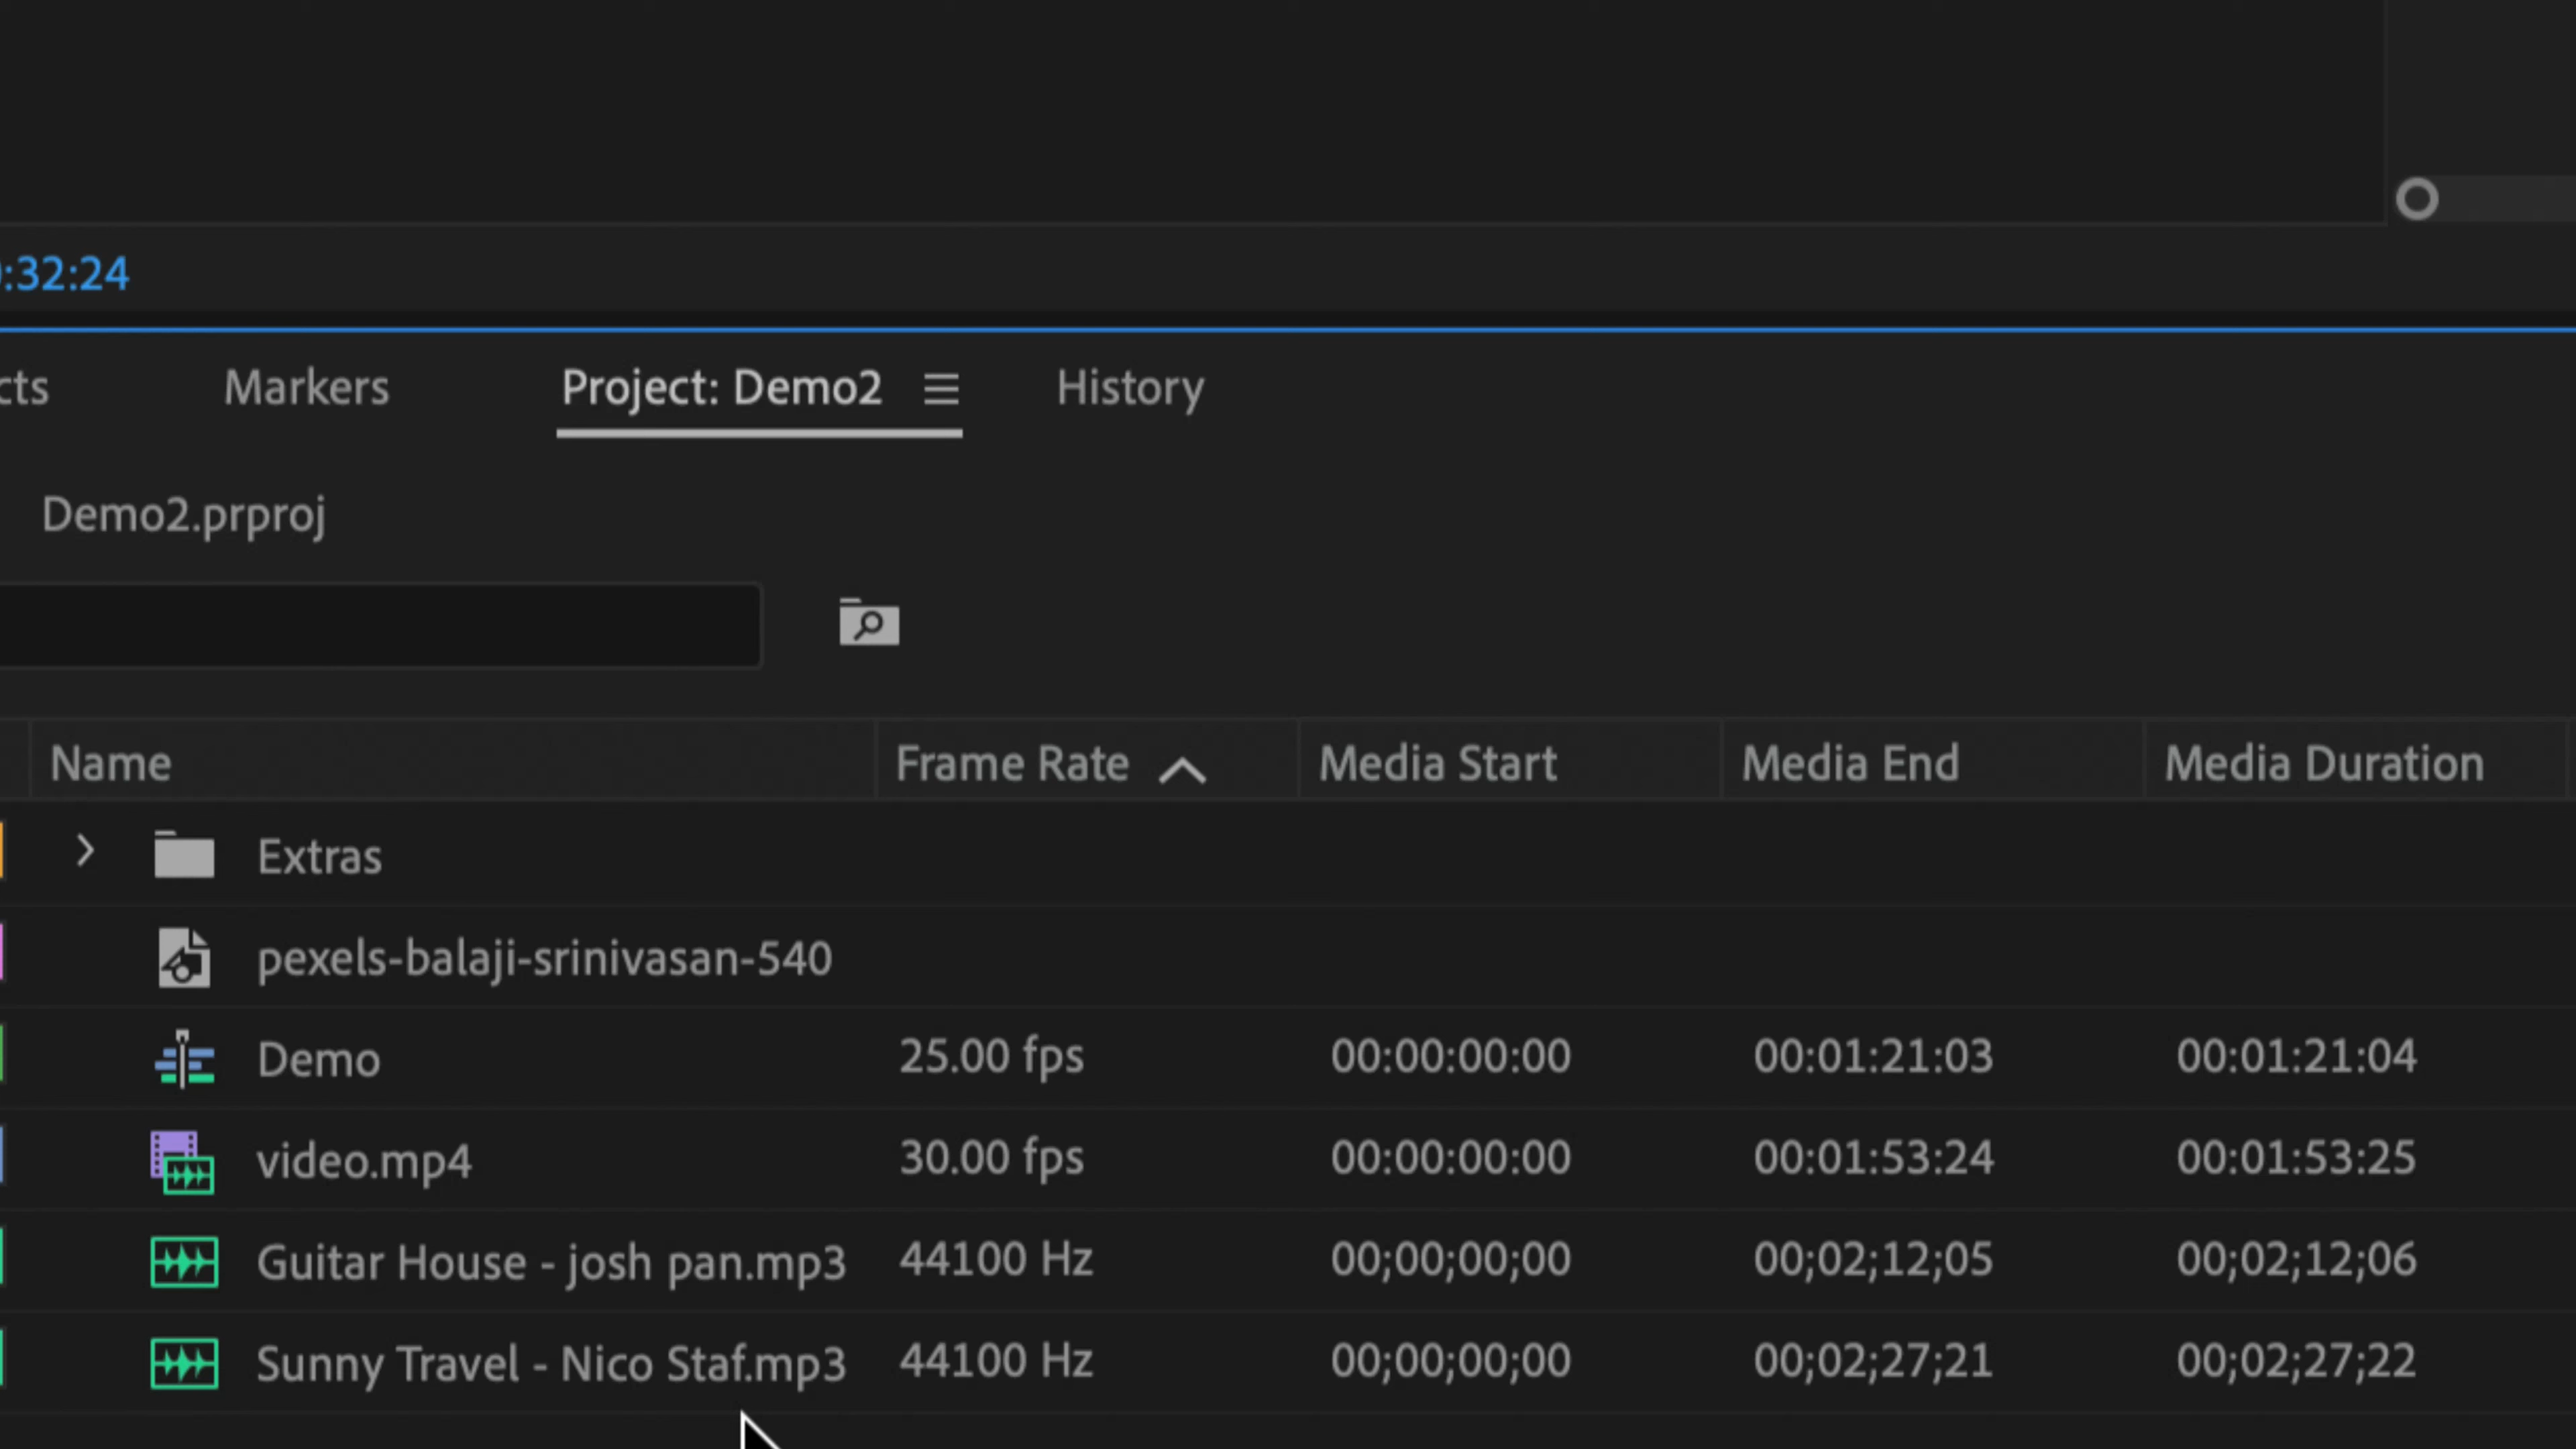 :32:24
cts Markers Project: Demo2 History
Demo2.prproj
Name Frame Rate Media Start Media End Media Duration
Extras
pexels-balaji-srinivasan-540
Demo 25.00 fps 00:00:00:00 00:01:21:03 00:01:21:04
video.mp4 30.00 fps 00:00:00:00 00:01:53:24 00:01:53:25
Guitar House - josh pan.mp3 44100 Hz 00;00;00;00 00;02;12;05 00;02;12;06
Sunny Travel - Nico Staf.mp3 44100 Hz 00;00;00;00 00;02;27;21 00;02;27;22